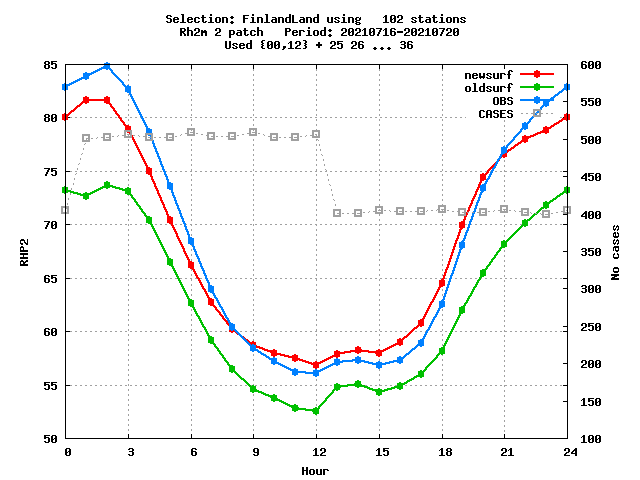 Selection: FinlandLand using   102 stations
Rh2m 2 patch   Period: 20210716-20210720
Used {00,12} + 25 26 ... 36
newsurf
oldsurf
OBS
CASES
85
80
75
70
65
60
55
50
RHP2
600
550
500
450
400
350
300
250
200
150
100
No cases
0 3 6 9 12 15 18 21 24
Hour